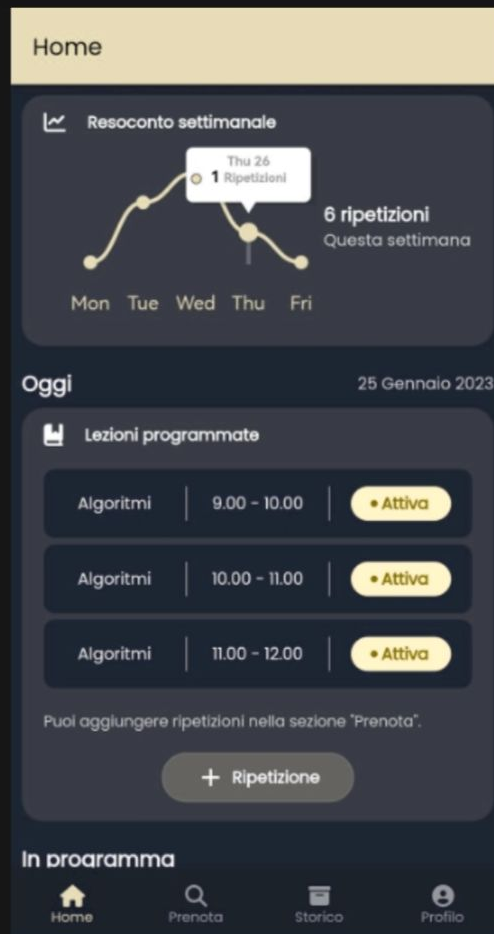 Home
Resoconto settimanale
Thu 26
1 Ripetizioni
6 ripetizioni
Questa settimana
Mon Tue Wed Thu Fri
Oggi 25 Gennaio 2023
Lezioni programmate
Algoritmi 9.00 - 10.00 • Attiva
Algoritmi 10.00 - 11.00 • Attiva
Algoritmi 11.00 - 12.00 • Attiva
Puoi aggiungere ripetizioni nella sezione "Prenota".
+ Ripetizione
In programma
Home Prenota Storico Profilo